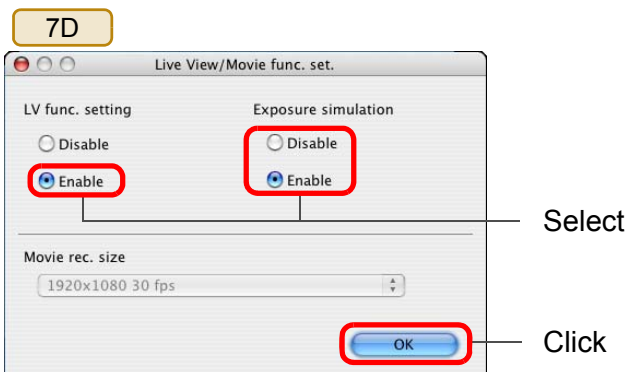 7D
Live View/Movie func. set.
LV func. setting Exposure simulation
Disable Disable
Enable Enable
Select
Movie rec. size
1920x1080 30 fps
OK Click